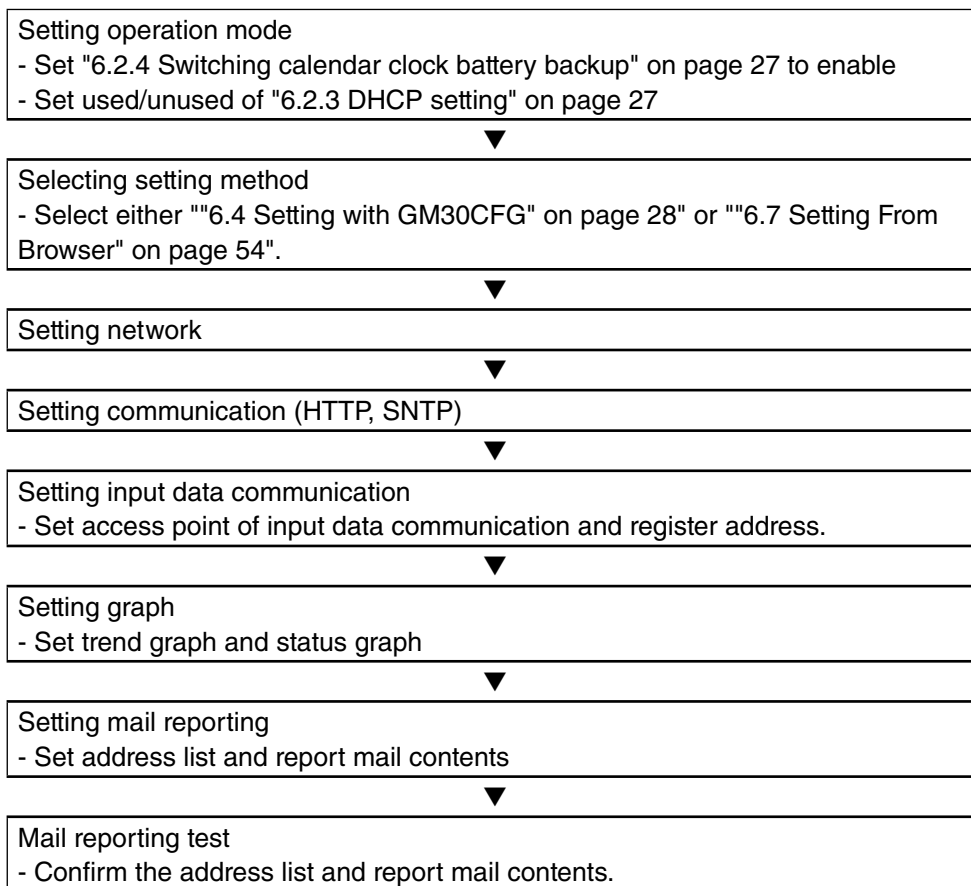 Setting operation mode
- Set "6.2.4 Switching calendar clock battery backup" on page 27 to enable
- Set used/unused of "6.2.3 DHCP setting" on page 27
▼
Selecting setting method
- Select either ""6.4 Setting with GM30CFG" on page 28" or ""6.7 Setting From
Browser" on page 54".
▼
Setting network
▼
Setting communication (HTTP, SNTP)
▼
Setting input data communication
- Set access point of input data communication and register address.
▼
Setting graph
- Set trend graph and status graph
▼
Setting mail reporting
- Set address list and report mail contents
▼
Mail reporting test
- Confirm the address list and report mail contents.